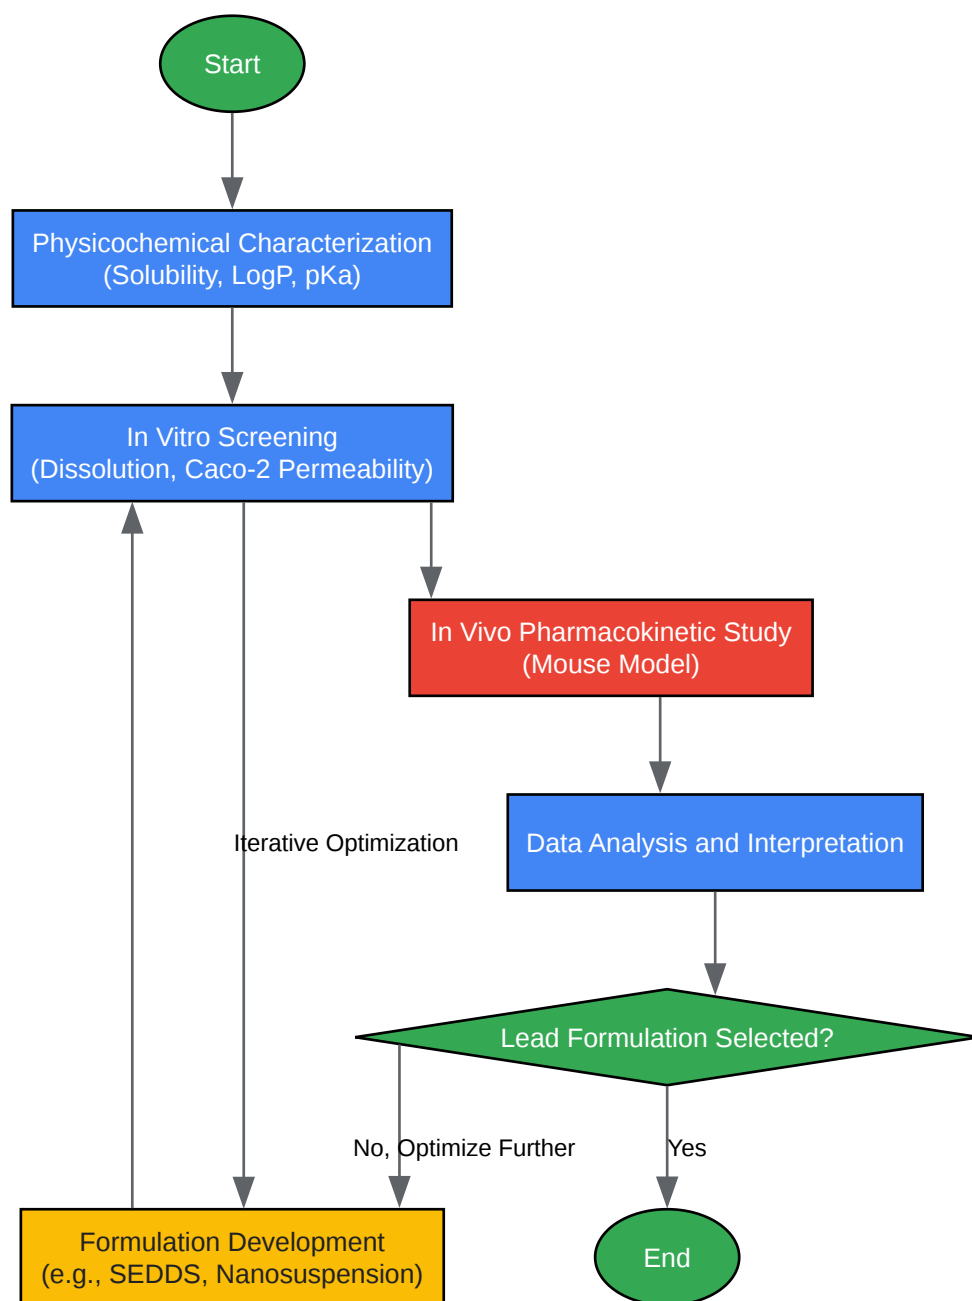 Start
Physicochemical Characterization
(Solubility, LogP, pKa)
In Vitro Screening
(Dissolution, Caco-2 Permeability)
In Vivo Pharmacokinetic Study
(Mouse Model)
Iterative Optimization
Data Analysis and Interpretation
Lead Formulation Selected?
No, Optimize Further
Yes
Formulation Development
(e.g., SEDDS, Nanosuspension)
End